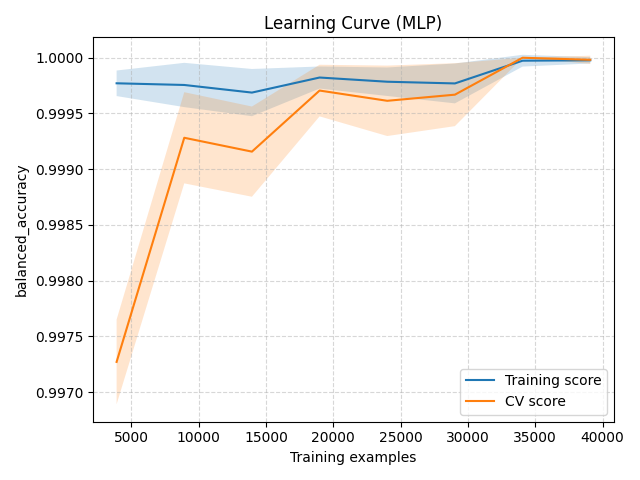 Learning Curve (MLP)
balanced_accuracy
1.0000
0.9995
0.9990
0.9985
0.9980
0.9975
0.9970
Training score
CV score
5000 10000 15000 20000 25000 30000 35000 40000
Training examples